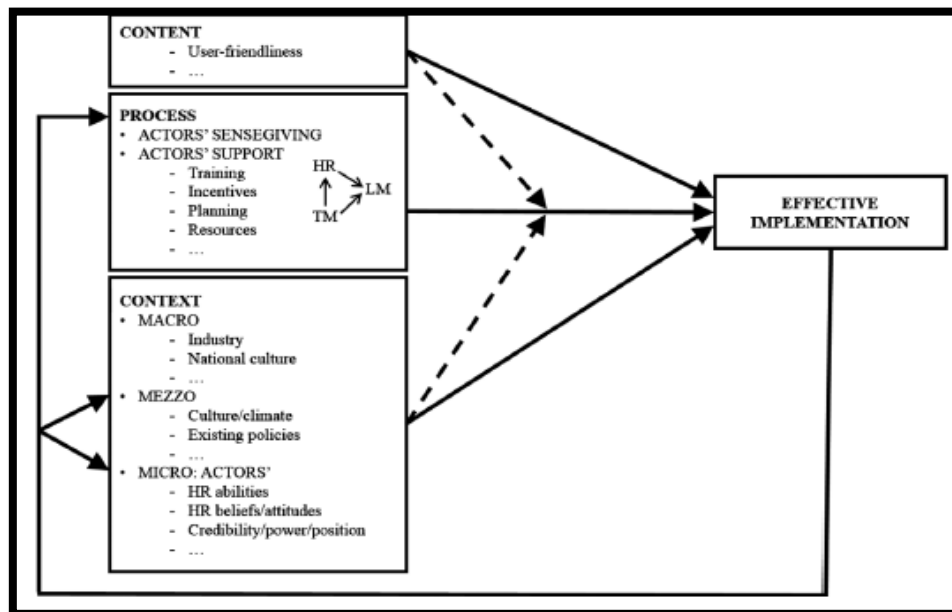 CONTENT
- User-friendliness
- ...
PROCESS
• ACTORS' SENSEGIVING
• ACTORS' SUPPORT
- Training
- Incentives
- Planning
- Resources
- ...
HR
LM
TM
EFFECTIVE
IMPLEMENTATION
CONTEXT
• MACRO
- Industry
- National culture
- ...
• MEZZO
- Culture/climate
- Existing policies
- ...
• MICRO: ACTORS'
- HR abilities
- HR beliefs/attitudes
- Credibility/power/position
- ...